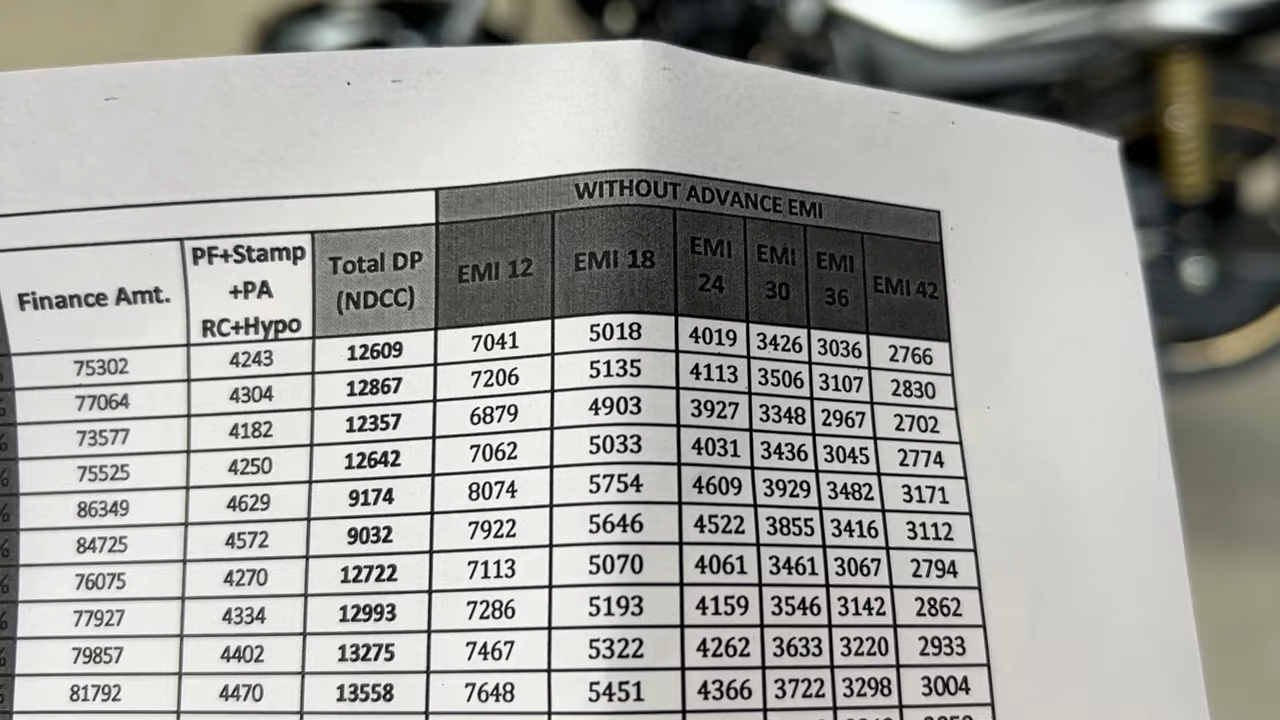 WITHOUT ADVANCE EMI
Finance Amt. PF+Stamp +PA RC+Hypo Total DP (NDCC) EMI 12 EMI 18 EMI 24 EMI 30 EMI 36 EMI 42
75302 4243 12609 7041 5018 4019 3426 3036 2766
77064 4304 12867 7206 5135 4113 3506 3107 2830
73577 4182 12357 6879 4903 3927 3348 2967 2702
75525 4250 12642 7062 5033 4031 3436 3045 2774
86349 4629 9174 8074 5754 4609 3929 3482 3171
84725 4572 9032 7922 5646 4522 3855 3416 3112
76075 4270 12722 7113 5070 4061 3461 3067 2794
77927 4334 12993 7286 5193 4159 3546 3142 2862
79857 4402 13275 7467 5322 4262 3633 3220 2933
81792 4470 13558 7648 5451 4366 3722 3298 3004